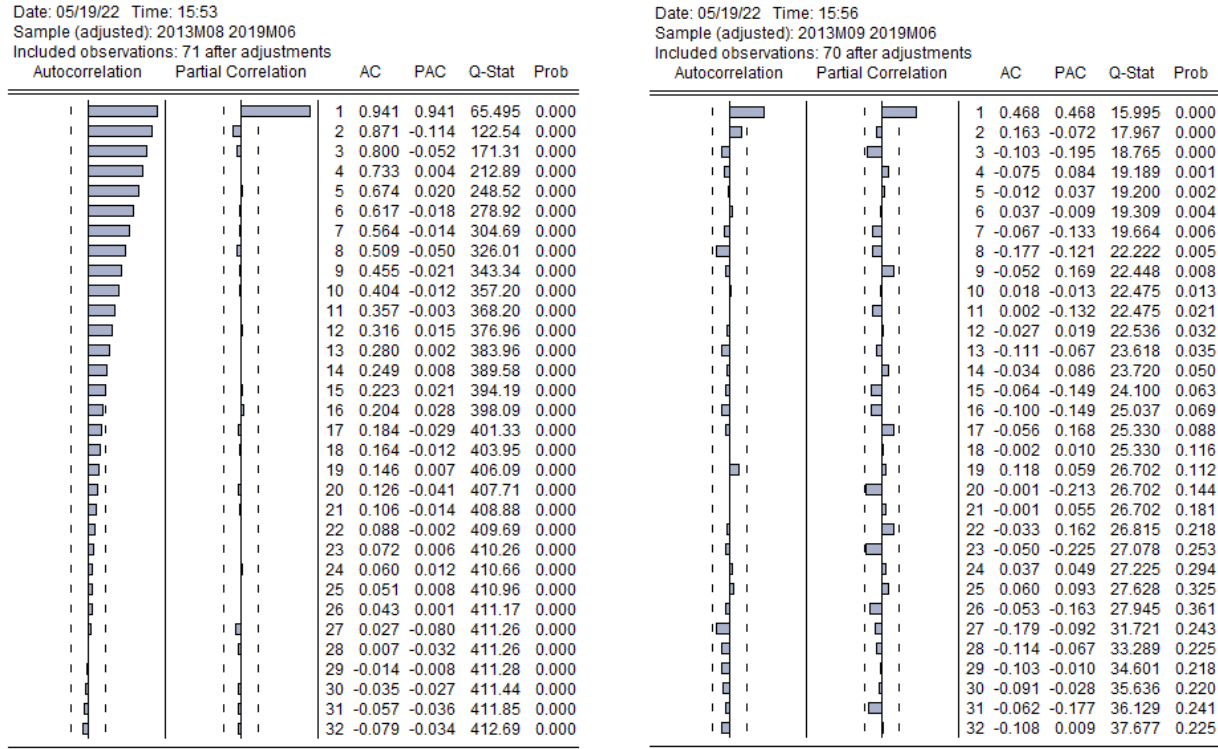 Date: 05/19/22 Time: 15:53
Sample (adjusted): 2013M08 2019M06
Included observations: 71 after adjustments
Autocorrelation Partial Correlation AC PAC Q-Stat Prob
1 0.941 0.941 65.495 0.000
2 0.871 -0.114 122.54 0.000
3 0.800 -0.052 171.31 0.000
4 0.733 0.004 212.89 0.000
5 0.674 0.020 248.52 0.000
6 0.617 -0.018 278.92 0.000
7 0.564 -0.014 304.69 0.000
8 0.509 -0.050 326.01 0.000
9 0.455 -0.021 343.34 0.000
10 0.404 -0.012 357.20 0.000
11 0.357 -0.003 368.20 0.000
12 0.316 0.015 376.96 0.000
13 0.280 0.002 383.96 0.000
14 0.249 0.008 389.58 0.000
15 0.223 0.021 394.19 0.000
16 0.204 0.028 398.09 0.000
17 0.184 -0.029 401.33 0.000
18 0.164 -0.012 403.95 0.000
19 0.146 0.007 406.09 0.000
20 0.126 -0.041 407.71 0.000
21 0.106 -0.014 408.88 0.000
22 0.088 -0.002 409.69 0.000
23 0.072 0.006 410.26 0.000
24 0.060 0.012 410.66 0.000
25 0.051 0.008 410.96 0.000
26 0.043 0.001 411.17 0.000
27 0.027 -0.080 411.26 0.000
28 0.007 -0.032 411.26 0.000
29 -0.014 -0.008 411.28 0.000
30 -0.035 -0.027 411.44 0.000
31 -0.057 -0.036 411.85 0.000
32 -0.079 -0.034 412.69 0.000
Date: 05/19/22 Time: 15:56
Sample (adjusted): 2013M09 2019M06
Included observations: 70 after adjustments
Autocorrelation Partial Correlation AC PAC Q-Stat Prob
1 0.468 0.468 15.995 0.000
2 0.163 -0.072 17.967 0.000
3 -0.103 -0.195 18.765 0.000
4 -0.075 0.084 19.189 0.001
5 -0.012 0.037 19.200 0.002
6 0.037 -0.009 19.309 0.004
7 -0.067 -0.133 19.664 0.006
8 -0.177 -0.121 22.222 0.005
9 -0.052 0.169 22.448 0.008
10 0.018 -0.013 22.475 0.013
11 0.002 -0.132 22.475 0.021
12 -0.027 0.019 22.536 0.032
13 -0.111 -0.067 23.618 0.035
14 -0.034 0.086 23.720 0.050
15 -0.064 -0.149 24.100 0.063
16 -0.100 -0.149 25.037 0.069
17 -0.056 0.168 25.330 0.088
18 -0.002 0.010 25.330 0.116
19 0.118 0.059 26.702 0.112
20 -0.001 -0.213 26.702 0.144
21 -0.001 0.055 26.702 0.181
22 -0.033 0.162 26.815 0.218
23 -0.050 -0.225 27.078 0.253
24 0.037 0.049 27.225 0.294
25 0.060 0.093 27.628 0.325
26 -0.053 -0.163 27.945 0.361
27 -0.179 -0.092 31.721 0.243
28 -0.114 -0.067 33.289 0.225
29 -0.103 -0.010 34.601 0.218
30 -0.091 -0.028 35.636 0.220
31 -0.062 -0.177 36.129 0.241
32 -0.108 0.009 37.677 0.225